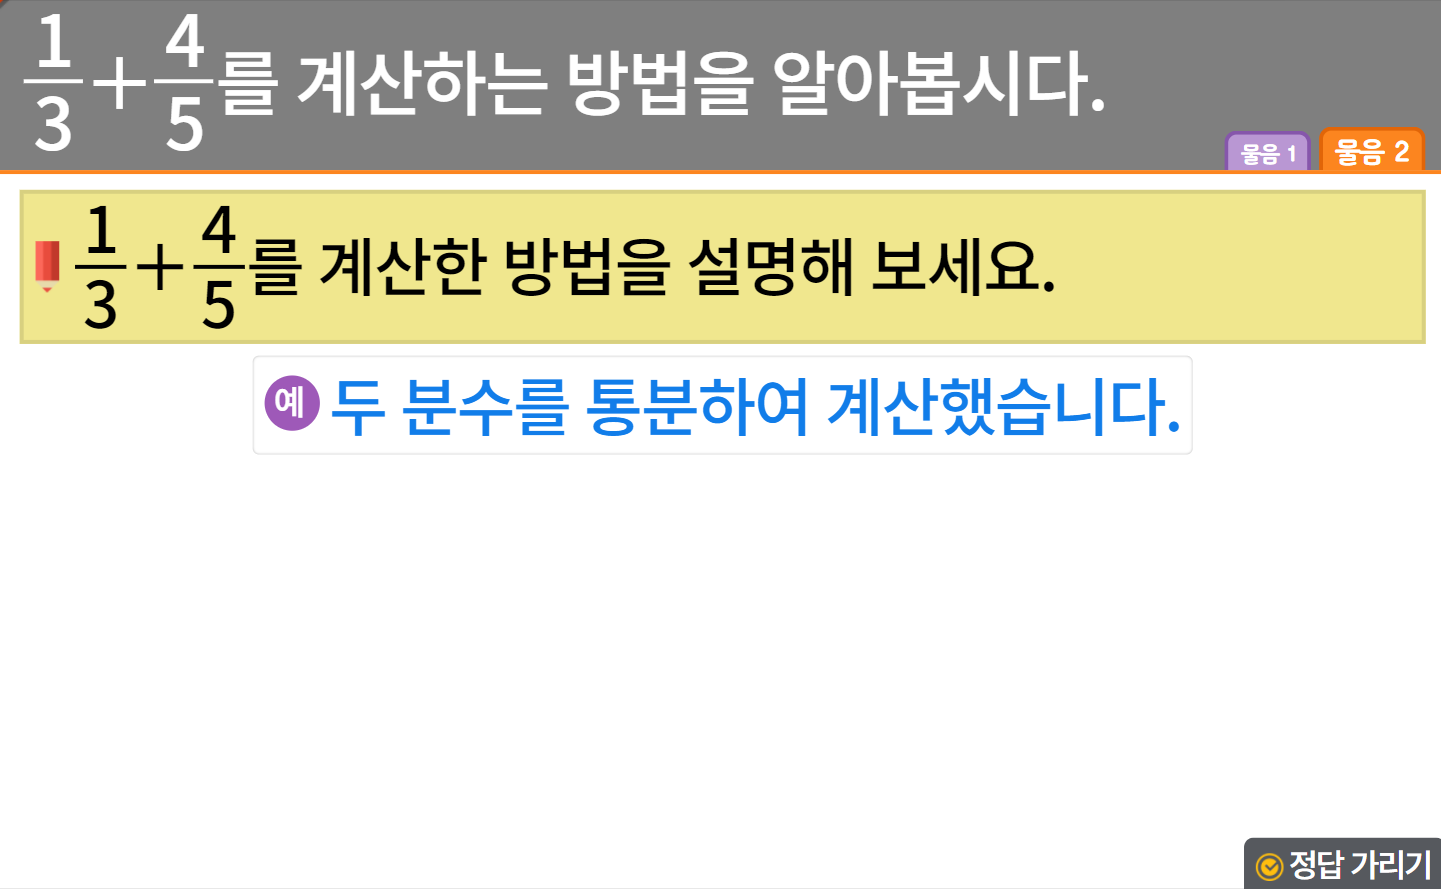 1/3+4/5를 계산하는 방법을 알아봅시다.
물음 1 물음 2
1/3+4/5를 계산한 방법을 설명해 보세요.
예 두 분수를 통분하여 계산했습니다.
정답 가리기